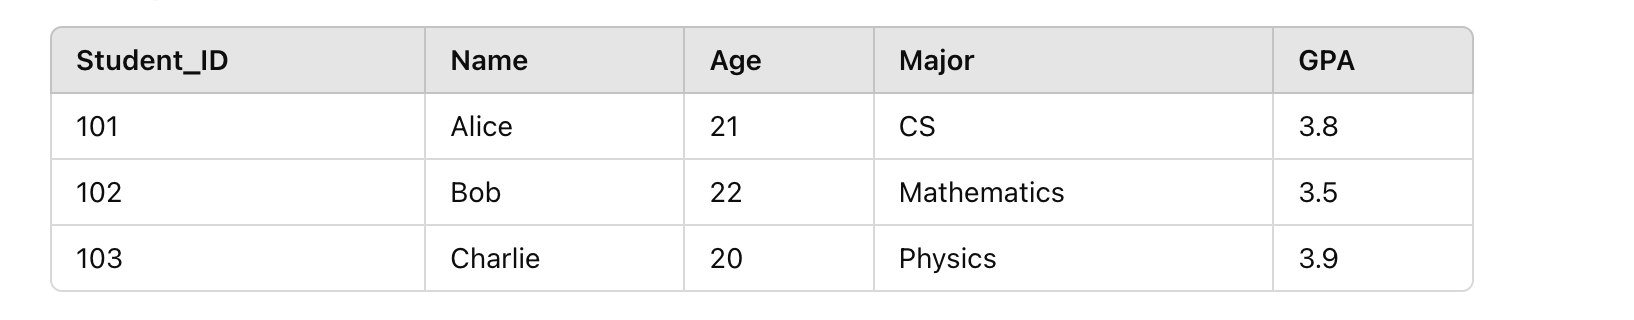 Student_ID Name Age Major GPA
101 Alice 21 CS 3.8
102 Bob 22 Mathematics 3.5
103 Charlie 20 Physics 3.9